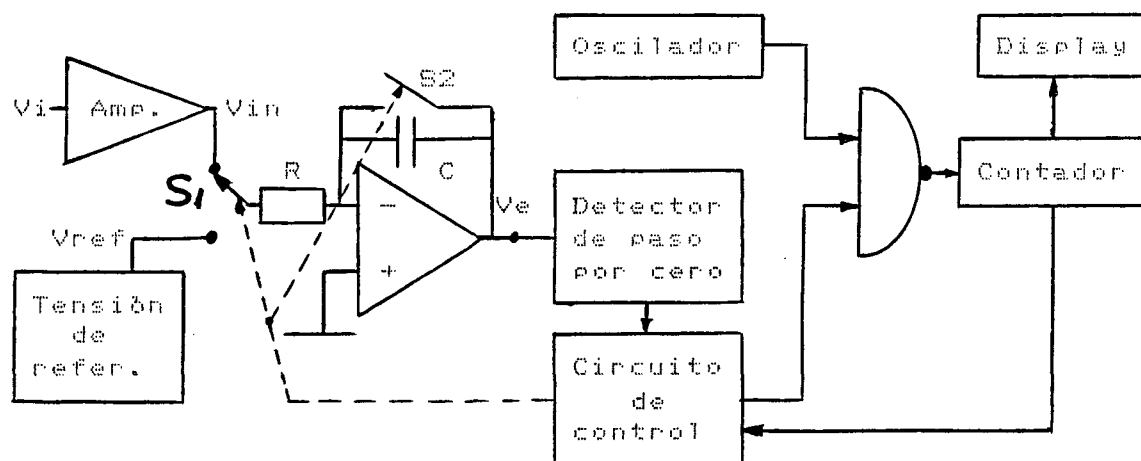 Oscilador
Display
S2
Vi
Amp.
Vin
S1
R
C
Contador
Ve
Detector
de paso
por cero
Vref
-
+
Tensión
de
refer.
Circuito
de
control